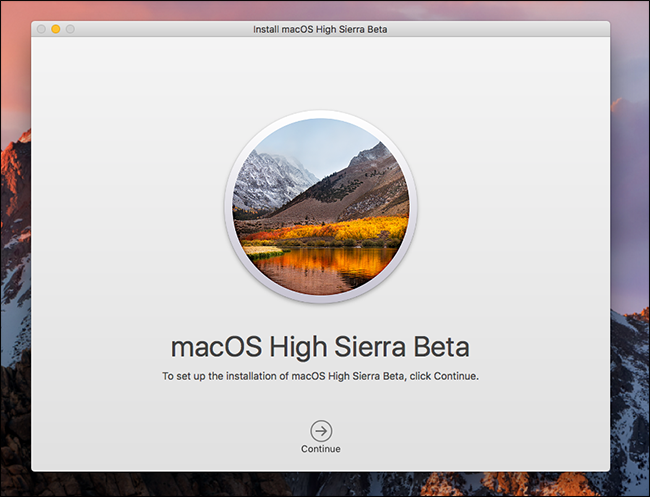 Install macOS High Sierra Beta
macOS High Sierra Beta
To set up the installation of macOS High Sierra Beta, click Continue.
Continue